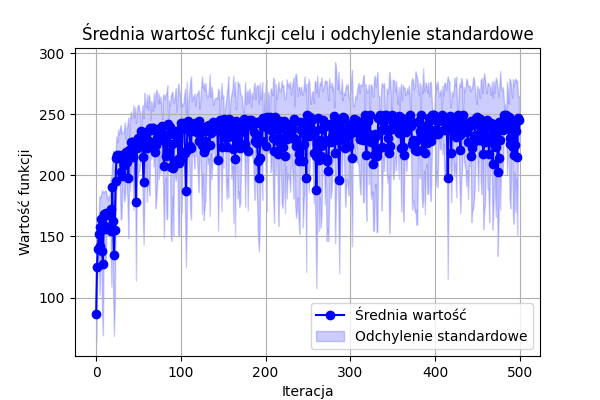 Średnia wartość funkcji celu i odchylenie standardowe
300
250
200
150
100
Wartość funkcji
Średnia wartość
Odchylenie standardowe
0 100 200 300 400 500
Iteracja